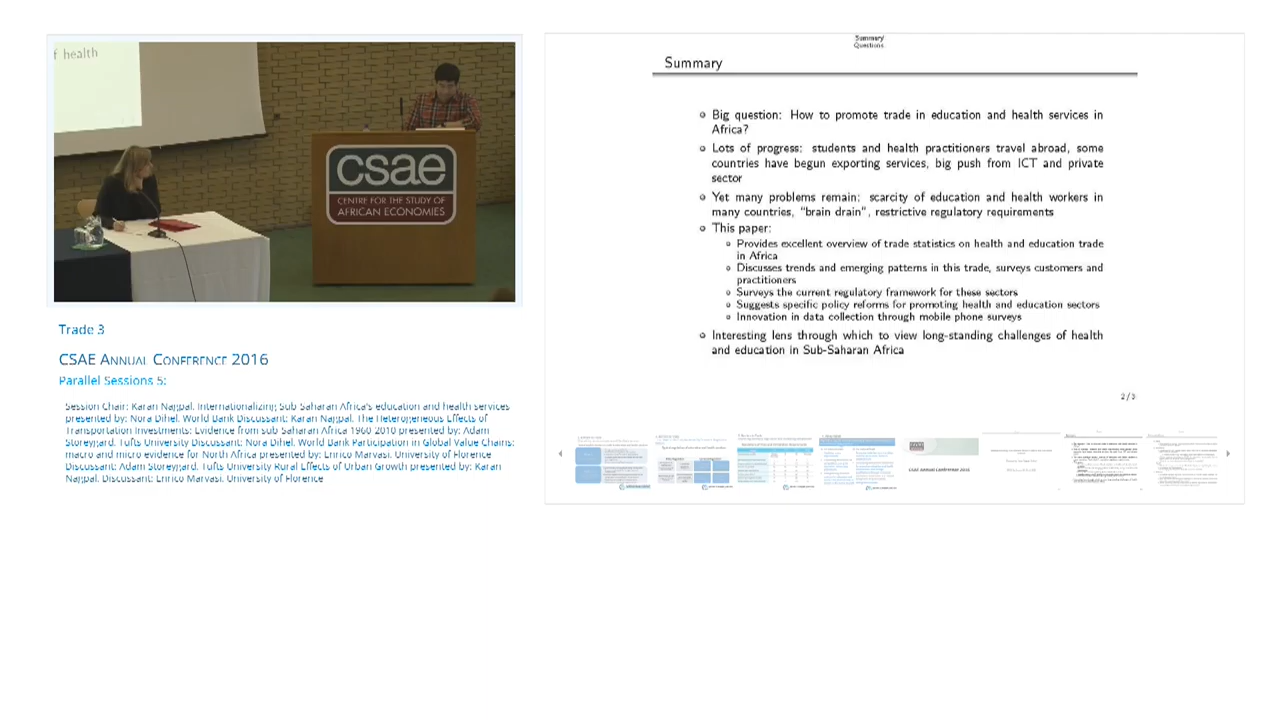 f health
csae
CENTRE FOR THE STUDY OF
AFRICAN ECONOMIES
Trade 3
CSAE ANNUAL CONFERENCE 2016
Parallel Sessions 5:
Session Chair: Karan Nagpal. Internationalizing Sub Saharan Africa's education and health services
presented by: Nora Dihel. World Bank Discussant: Karan Nagpal. The Heterogeneous Effects of
Transportation Investments: Evidence from sub Saharan Africa 1960 2010 presented by: Adam
Storeygard. Tufts University Discussant: Nora Dihel. World Bank Participation in Global Value Chains:
macro and micro evidence for North Africa presented by: Enrico Marvasi. University of Florence
Discussant: Adam Storeygard. Tufts University Rural Effects of Urban Growth presented by: Karan
Nagpal. Discussant: Enrico Marvasi. University of Florence
Summary
Questions
Summary
Big question: How to promote trade in education and health services in
Africa?
Lots of progress: students and health practitioners travel abroad, some
countries have begun exporting services, big push from ICT and private
sector
Yet many problems remain: scarcity of education and health workers in
many countries, "brain drain", restrictive regulatory requirements
This paper:
Provides excellent overview of trade statistics on health and education trade
in Africa
Discusses trends and emerging patterns in this trade, surveys customers and
practitioners
Surveys the current regulatory framework for these sectors
Suggests specific policy reforms for promoting health and education sectors
Innovation in data collection through mobile phone surveys
Interesting lens through which to view long-standing challenges of health
and education in Sub-Saharan Africa
2/3
CSAE ANNUAL CONFERENCE 2016